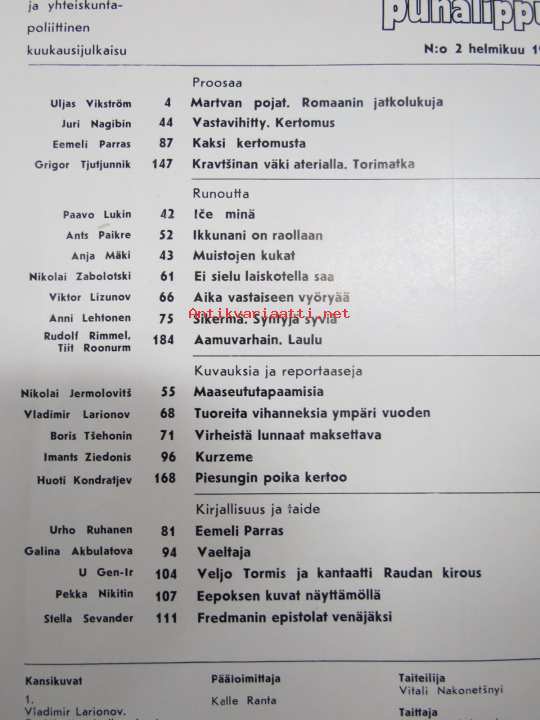 ja yhteiskunta-
poliittinen
kuukausijulkaisu
punalippu
N:o 2 helmikuu 19
Proosaa
Uljas Vikström 4 Martvan pojat. Romaanin jatkolukuja
Juri Nagibin 44 Vastavihitty. Kertomus
Eemeli Parras 87 Kaksi kertomusta
Grigor Tjutjunnik 147 Kravtšinan väki aterialla. Torimatka
Runoutta
Paavo Lukin 42 Iče minä
Ants Paikre 52 Ikkunani on raollaan
Anja Mäki 43 Muistojen kukat
Nikolai Zabolotski 61 Ei sielu laiskotella saa
Viktor Lizunov 66 Aika vastaiseen vyöryää
Antikvariaatti.net
Anni Lehtonen 75 Sikermä. Syntyjä syviä
Rudolf Rimmel,
Tiit Roonurm 184 Aamuvarhain. Laulu
Kuvauksia ja reportaaseja
Nikolai Jermolovitš 55 Maaseututapaamisia
Vladimir Larionov 68 Tuoreita vihanneksia ympäri vuoden
Boris Tšehonin 71 Virheistä lunnaat maksettava
Imants Ziedonis 96 Kurzeme
Huoti Kondratjev 168 Piesungin poika kertoo
Kirjallisuus ja taide
Urho Ruhanen 81 Eemeli Parras
Galina Akbulatova 94 Vaeltaja
U Gen-Ir 104 Veljo Tormis ja kantaatti Raudan kirous
Pekka Nikitin 107 Eepoksen kuvat näyttämöllä
Stella Sevander 111 Fredmanin epistolat venäjäksi
Kansikuvat
1.
Vladimir Larionov.
Pääloimittaja
Kalle Ranta
Taiteilija
Vitali Nakonetšnyi
Taittaja